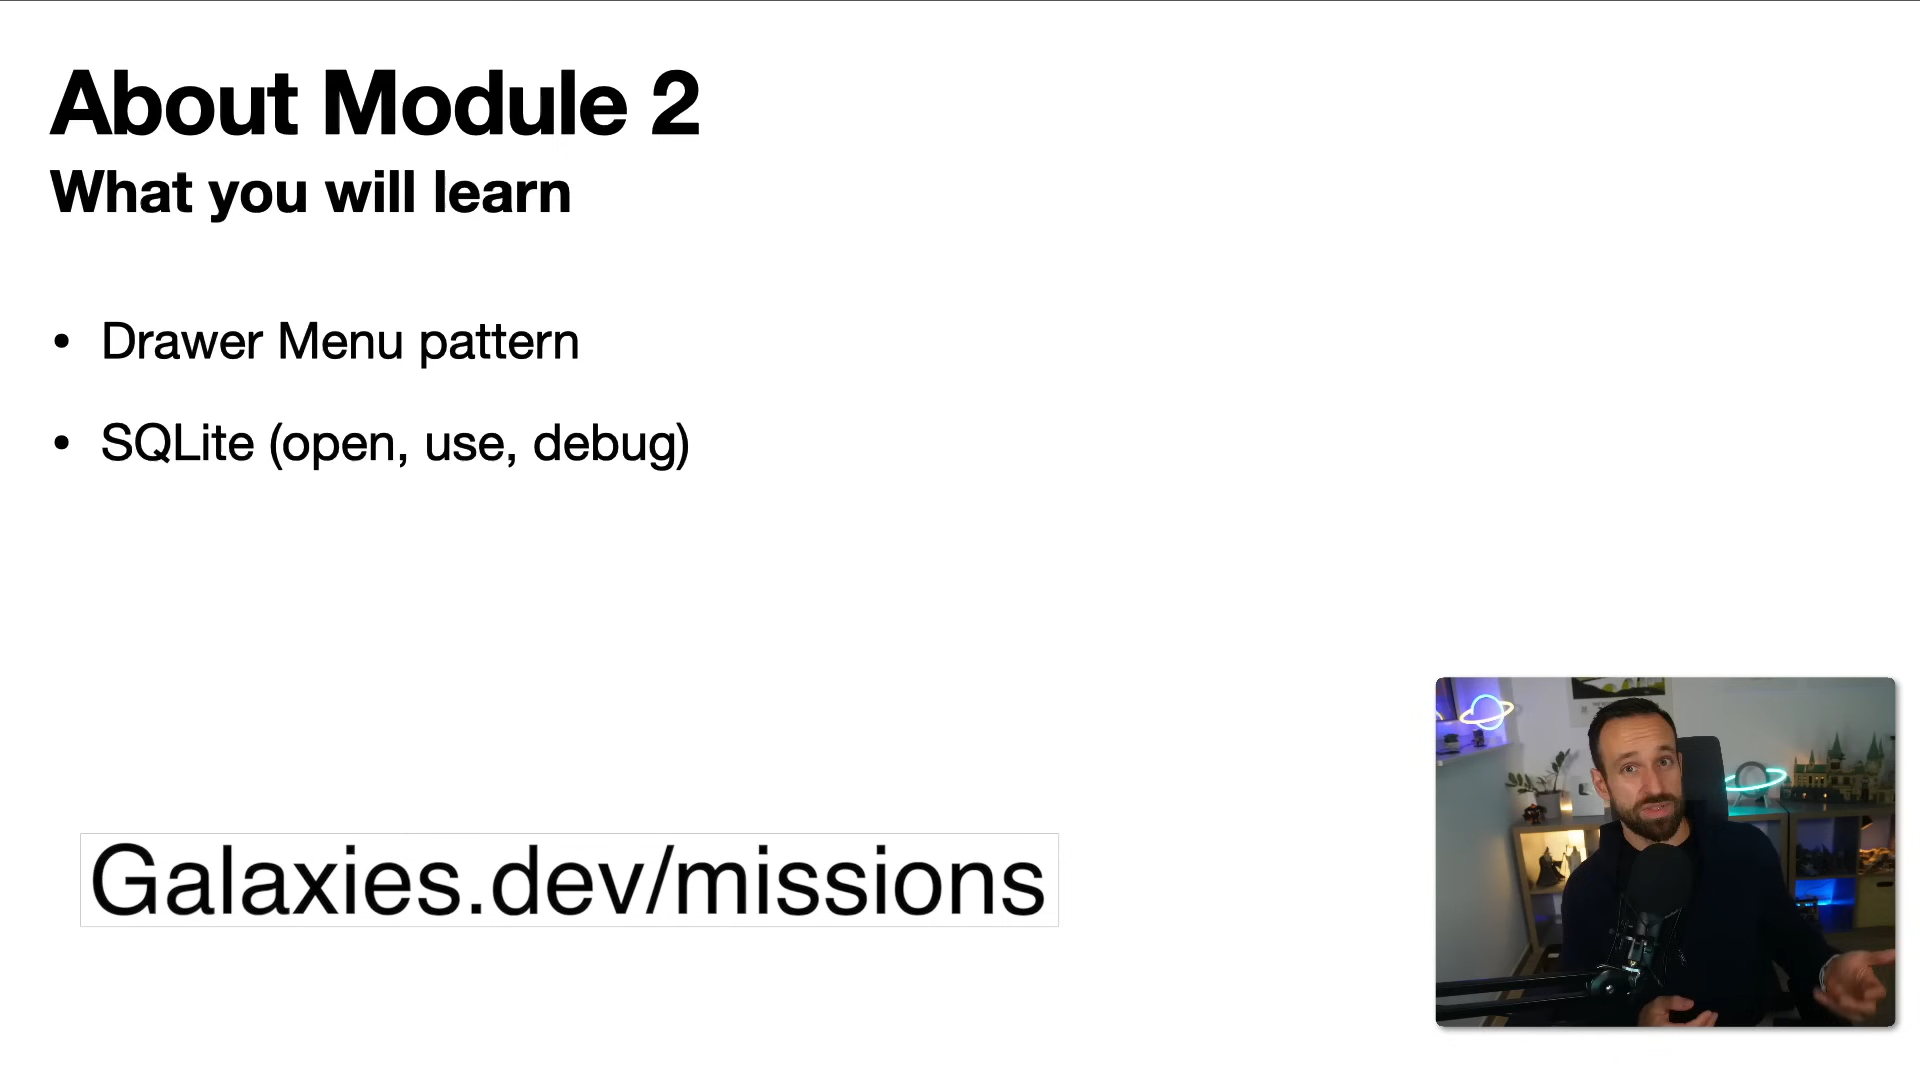 About Module 2
What you will learn
• Drawer Menu pattern
• SQLite (open, use, debug)
Galaxies.dev/missions